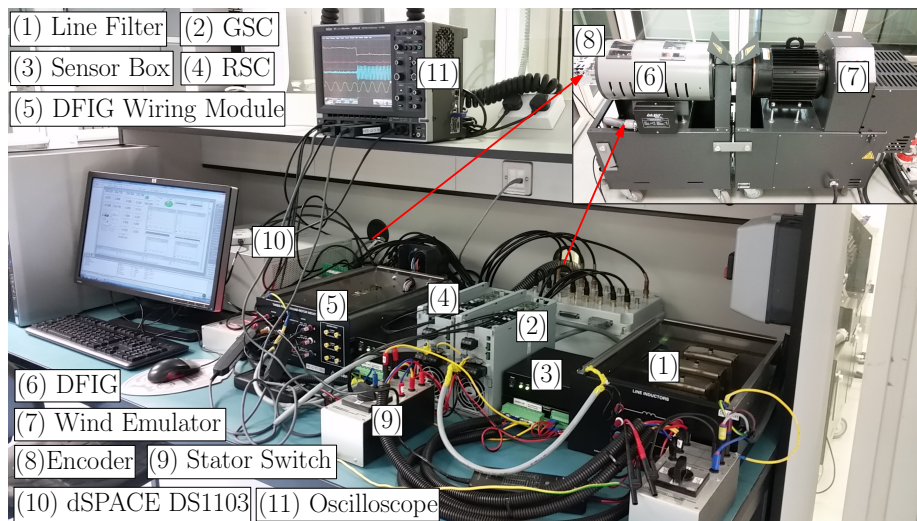 (1) Line Filter (2) GSC
(3) Sensor Box (4) RSC
(5) DFIG Wiring Module
(11)
(8)
(6)
(7)
(10)
(5)
(4)
(2)
(3)
(1)
LINE INDUCTORS
(9)
(6) DFIG
(7) Wind Emulator
(8)Encoder (9) Stator Switch
(10) dSPACE DS1103 (11) Oscilloscope